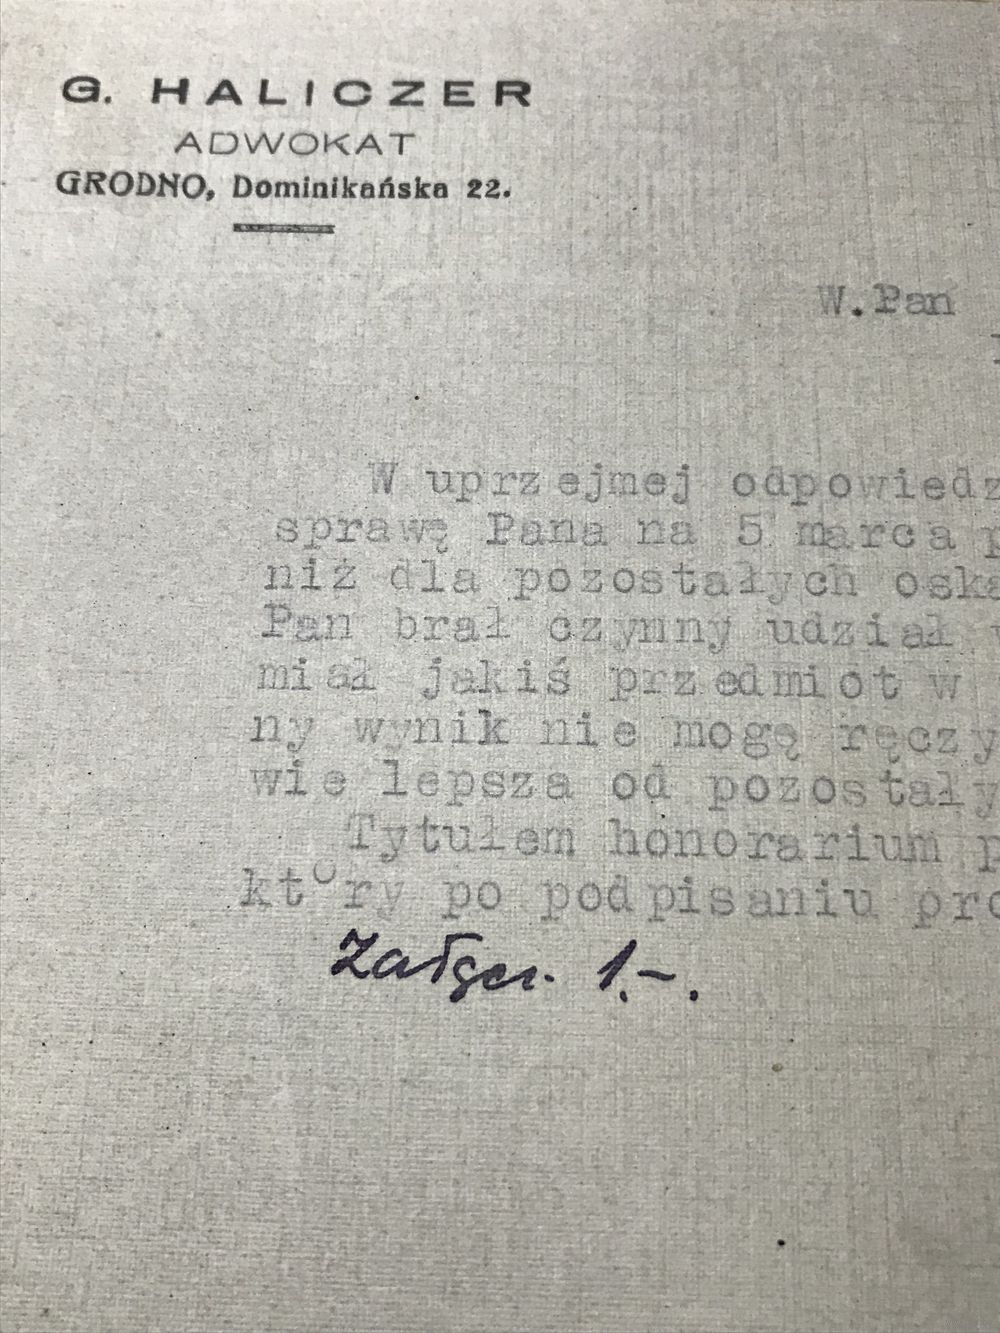 G. HALICZER
ADWOKAT
GRODNO, Dominikańska 22.
W.Pan
W uprzejmej odpowiedz
sprawę Pana na 5 marca
niż dla pozostałych oska
Pan brał czynny udział
miał jakiś przedmiot w
ny wynik nie mogę ręczy
wie lepsza od pozostały
Tytułem honorarium p
który po podpisaniu pro
1.-.